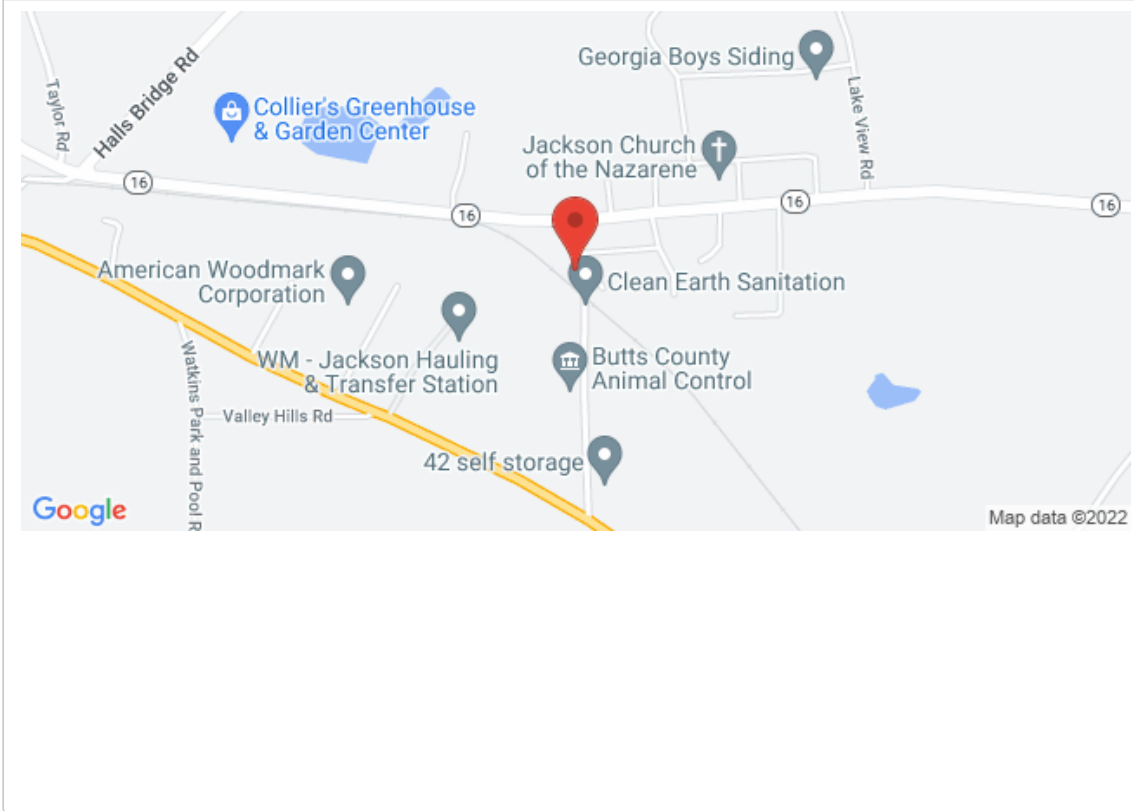 Georgia Boys Siding
Halls Bridge Rd
Taylor Rd
Collier's Greenhouse
& Garden Center
Lake View Rd
Jackson Church
of the Nazarene
16
16
16
16
American Woodmark
Corporation
Clean Earth Sanitation
WM - Jackson Hauling
& Transfer Station
Butts County
Animal Control
Valley Hills Rd
Watkins Park and Pool R
42 self storage
Google
Map data ©2022